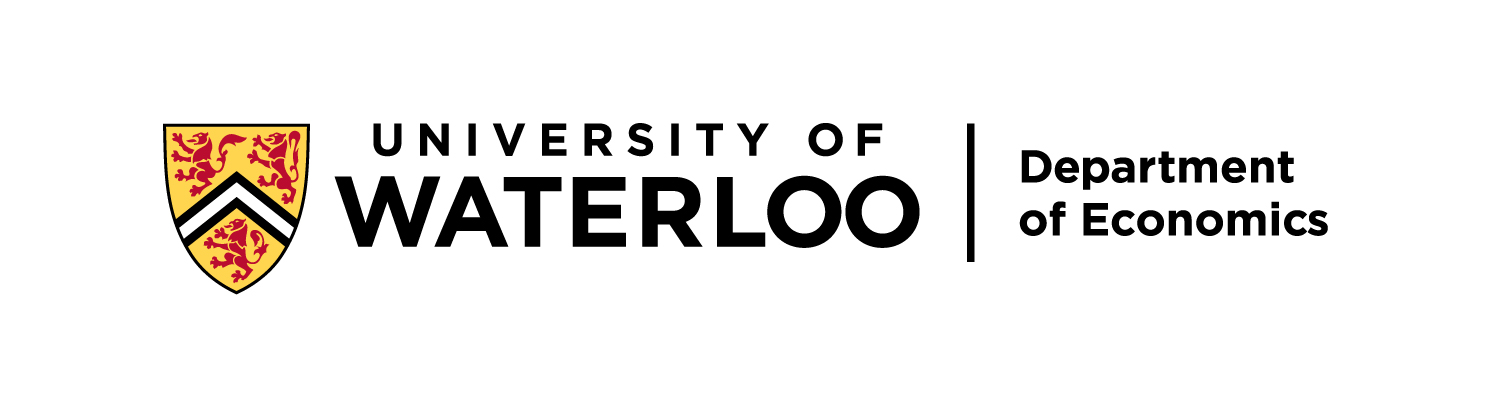 UNIVERSITY OF
WATERLOO
Department
of Economics